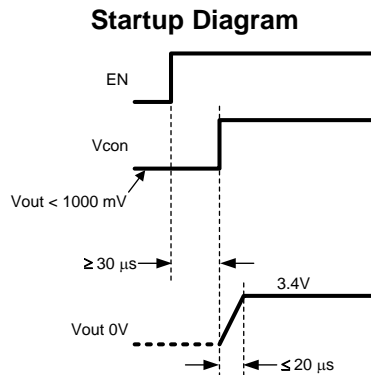 Startup Diagram
EN
Vcon
Vout < 1000 mV
≥ 30 μs
3.4V
Vout 0V
≤ 20 μs